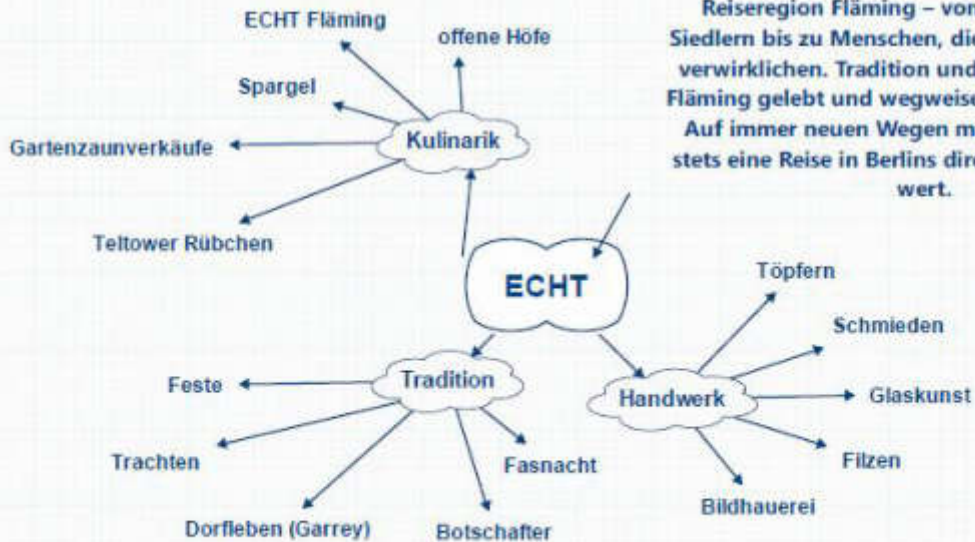 Reiseregion Fläming – von
Siedlern bis zu Menschen, die
verwirklichen. Tradition und
Fläming gelebt und wegweise
Auf immer neuen Wegen m
stets eine Reise in Berlins dire
wert.
ECHT
Kulinarik
ECHT Fläming
offene Höfe
Spargel
Gartenzaunverkäufe
Teltower Rübchen
Tradition
Feste
Trachten
Dorfleben (Garrey)
Botschafter
Fasnacht
Handwerk
Töpfern
Schmieden
Glaskunst
Filzen
Bildhauerei